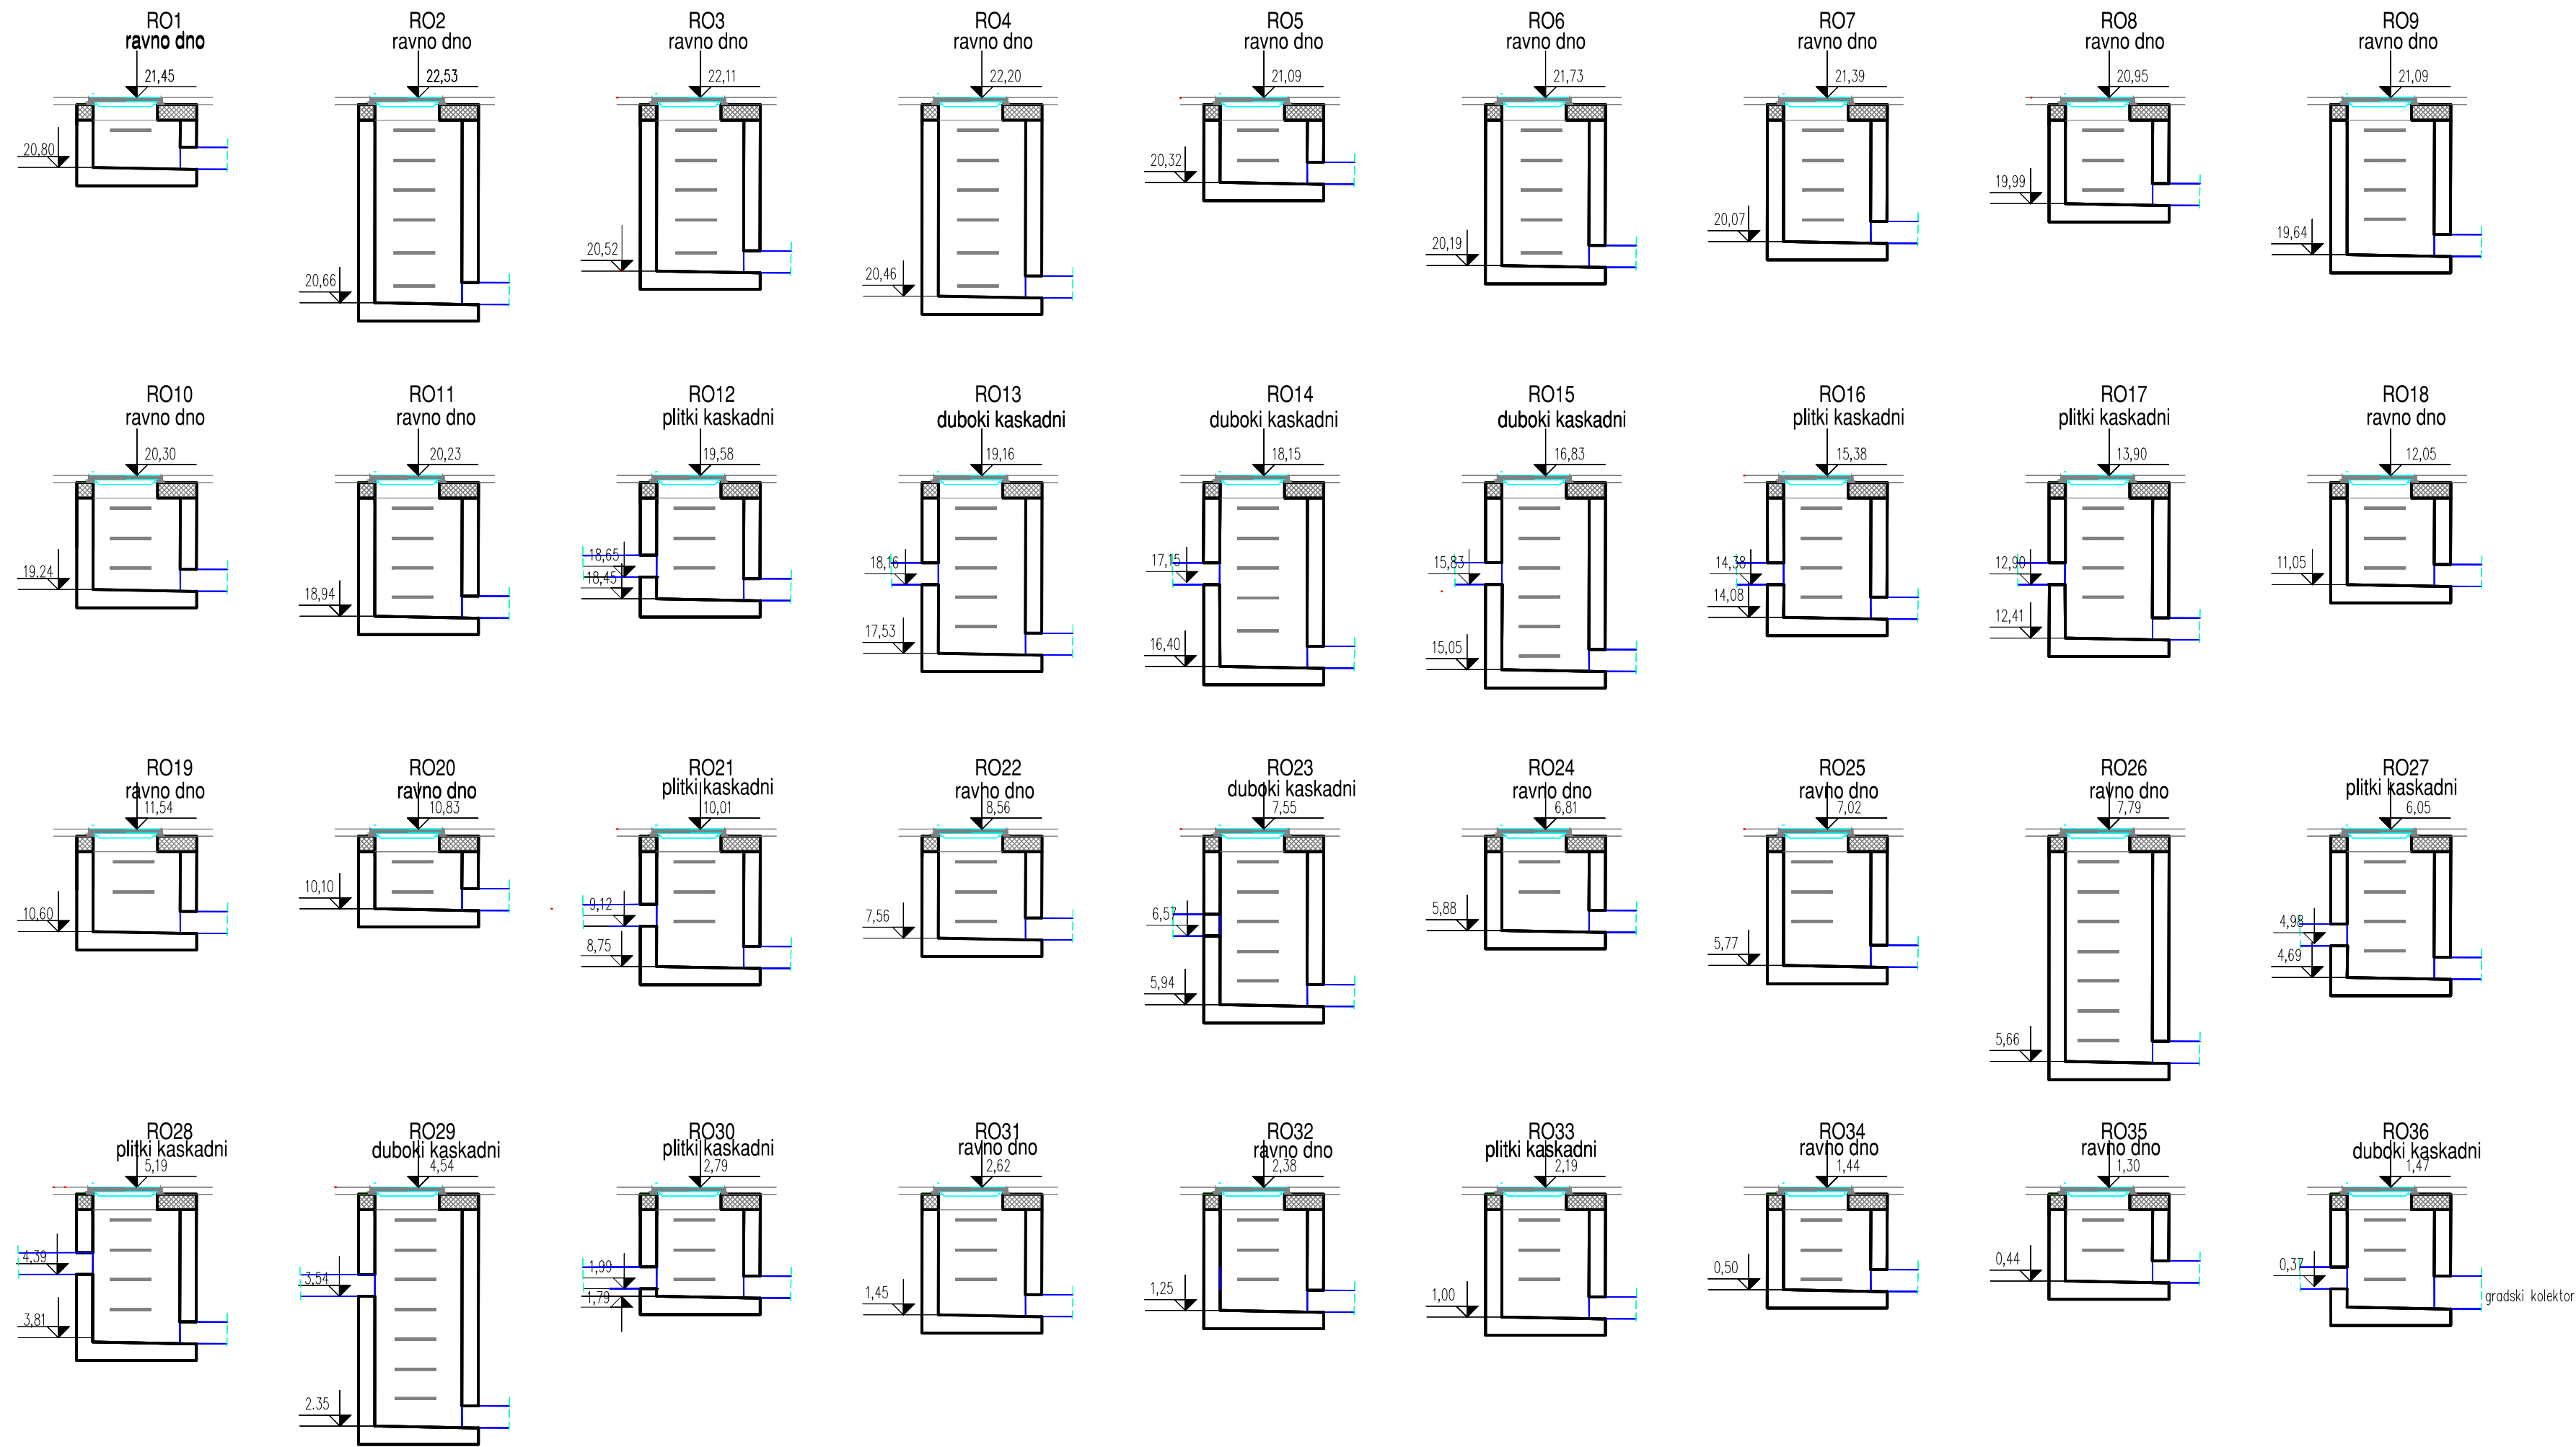 RO1
ravno dno
21,45
20,80
RO2
ravno dno
22,53
20,66
RO3
ravno dno
22,11
20,52
RO4
ravno dno
22,20
20,46
RO5
ravno dno
21,09
20,32
RO6
ravno dno
21,73
20,19
RO7
ravno dno
21,39
20,07
RO8
ravno dno
20,95
19,99
RO9
ravno dno
21,09
19,64
RO10
ravno dno
20,30
19,24
RO11
ravno dno
20,23
18,94
RO12
plitki kaskadni
19,58
18,65
18,45
RO13
duboki kaskadni
19,16
18,16
17,53
RO14
duboki kaskadni
18,15
17,15
16,40
RO15
duboki kaskadni
16,83
15,83
15,05
RO16
plitki kaskadni
15,38
14,38
14,08
RO17
plitki kaskadni
13,90
12,90
12,41
RO18
ravno dno
12,05
11,05
RO19
ravno dno
11,54
10,60
RO20
ravno dno
10,83
10,10
RO21
plitki kaskadni
10,01
9,12
8,75
RO22
ravno dno
8,56
7,56
RO23
duboki kaskadni
7,55
6,57
5,94
RO24
ravno dno
6,81
5,88
RO25
ravno dno
7,02
5,77
RO26
ravno dno
7,79
5,66
RO27
plitki kaskadni
6,05
4,98
4,69
RO28
plitki kaskadni
5,19
4,39
3,81
RO29
duboki kaskadni
4,54
3,54
2.35
RO30
plitki kaskadni
2,79
1,99
1,79
RO31
ravno dno
2,62
1,45
RO32
ravno dno
2,38
1,25
RO33
plitki kaskadni
2,19
1,00
RO34
ravno dno
1,44
0,50
RO35
ravno dno
1,30
0,44
RO36
duboki kaskadni
1,47
0,37
gradski kolektor